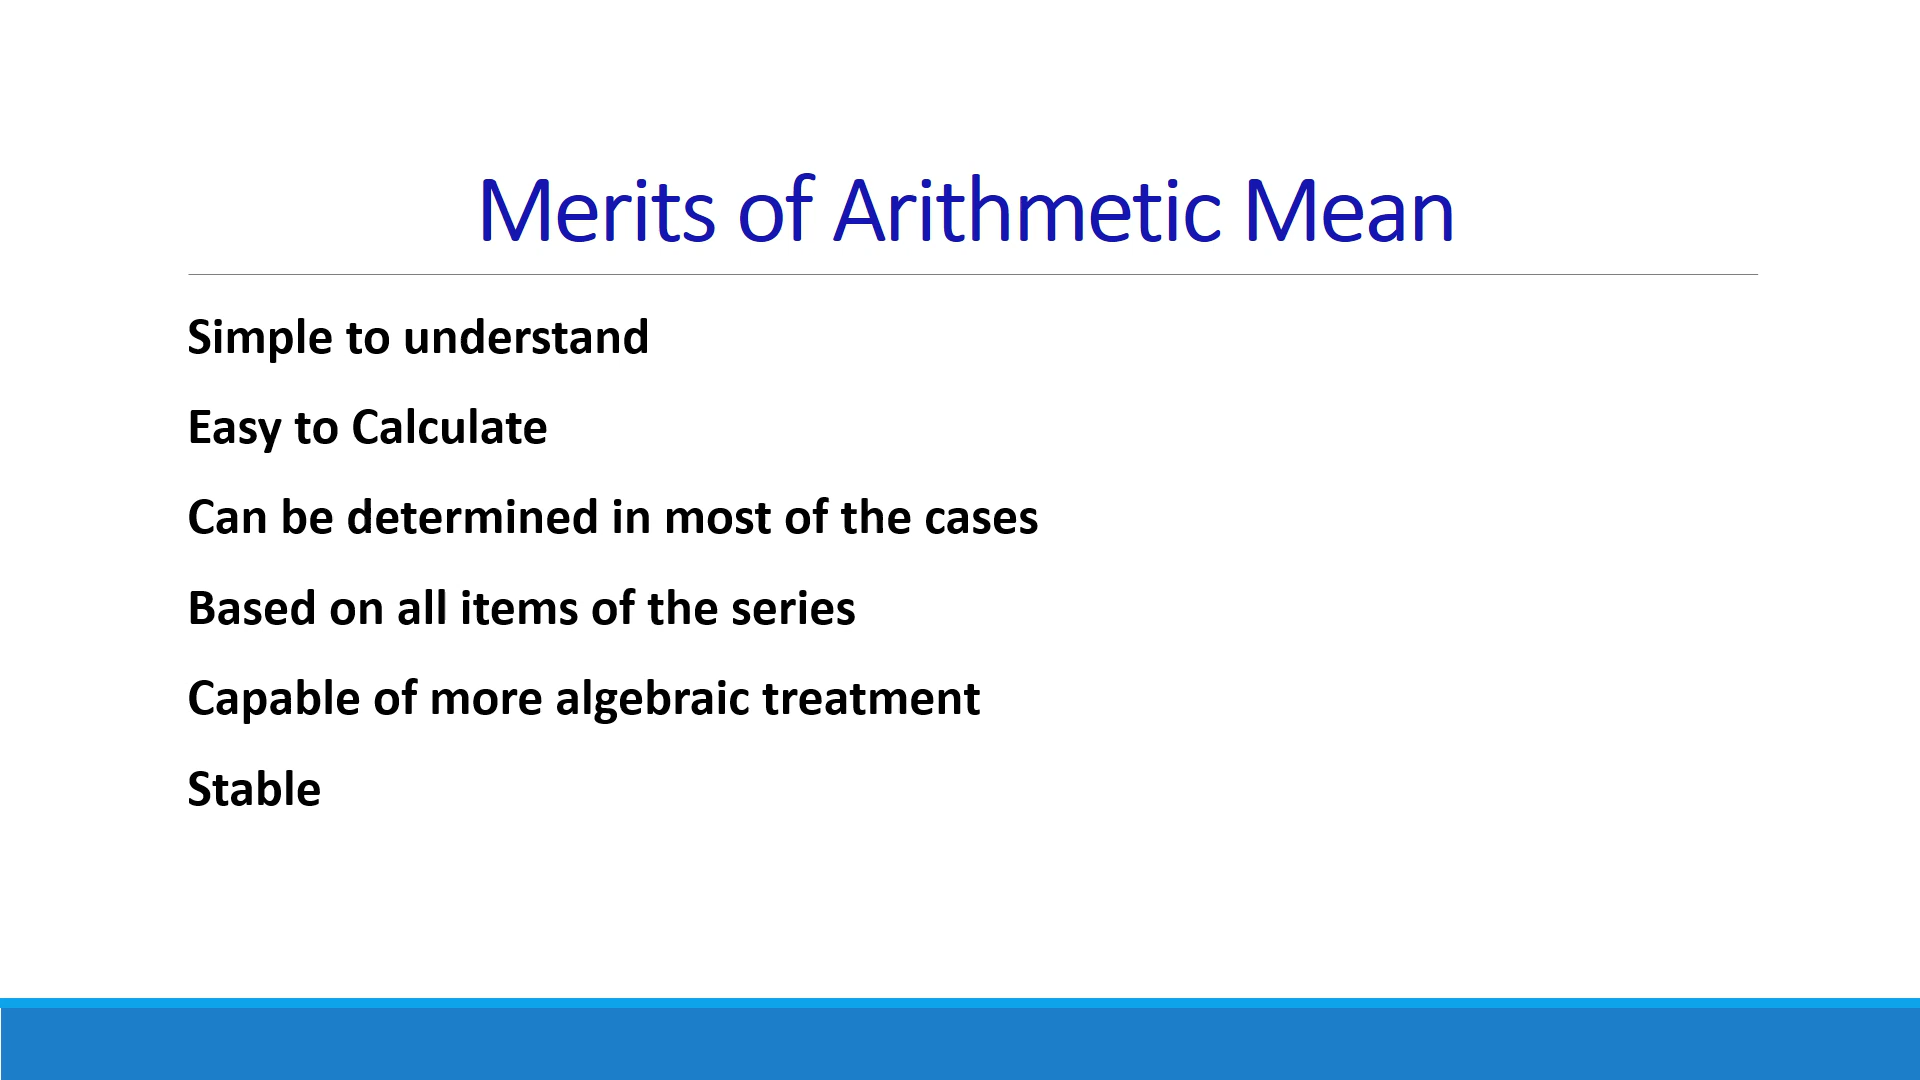 Merits of Arithmetic Mean
Simple to understand
Easy to Calculate
Can be determined in most of the cases
Based on all items of the series
Capable of more algebraic treatment
Stable